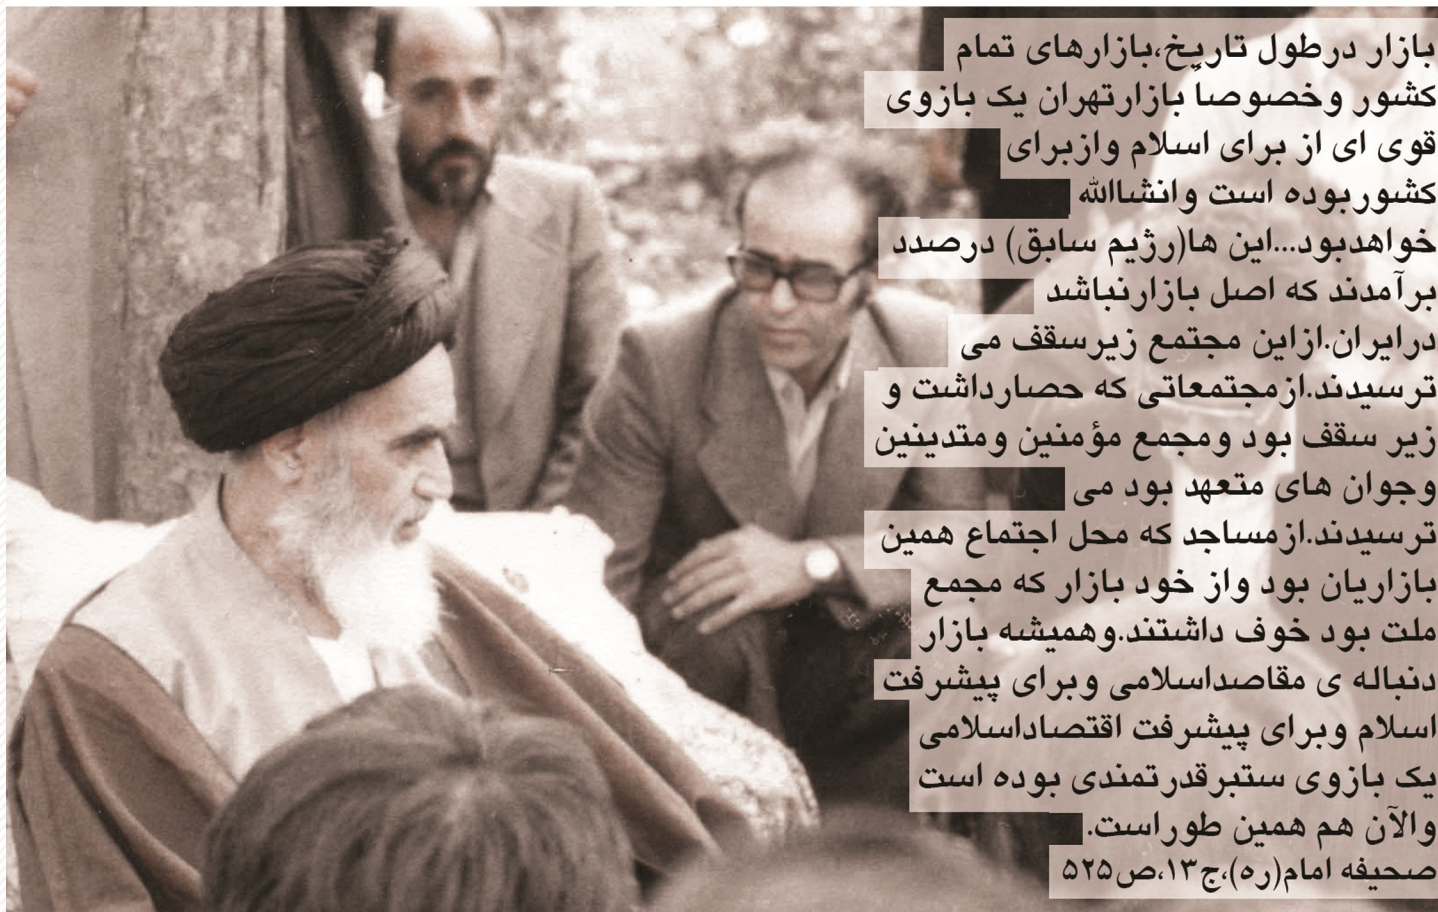 بازار درطول تاریخ،بازارهای تمام
کشور وخصوصاً بازارتهران یک بازوی
قوی ای از برای اسلام وازبرای
کشوربوده است وانشاالله
خواهدبود...این ها(رژیم سابق) درصدد
برآمدند که اصل بازارنباشد
درایران.ازاین مجتمع زیرسقف می
ترسیدند.ازمجتمعاتی که حصارداشت و
زیر سقف بود ومجمع مؤمنین ومتدینین
وجوان های متعهد بود می
ترسیدند.ازمساجد که محل اجتماع همین
بازاریان بود واز خود بازار که مجمع
ملت بود خوف داشتند.وهمیشه بازار
دنباله ی مقاصداسلامی وبرای پیشرفت
اسلام وبرای پیشرفت اقتصاداسلامی
یک بازوی ستبرقدرتمندی بوده است
والآن هم همین طوراست.
صحیفه امام(ره)،ج۱۳،ص۵۲۵